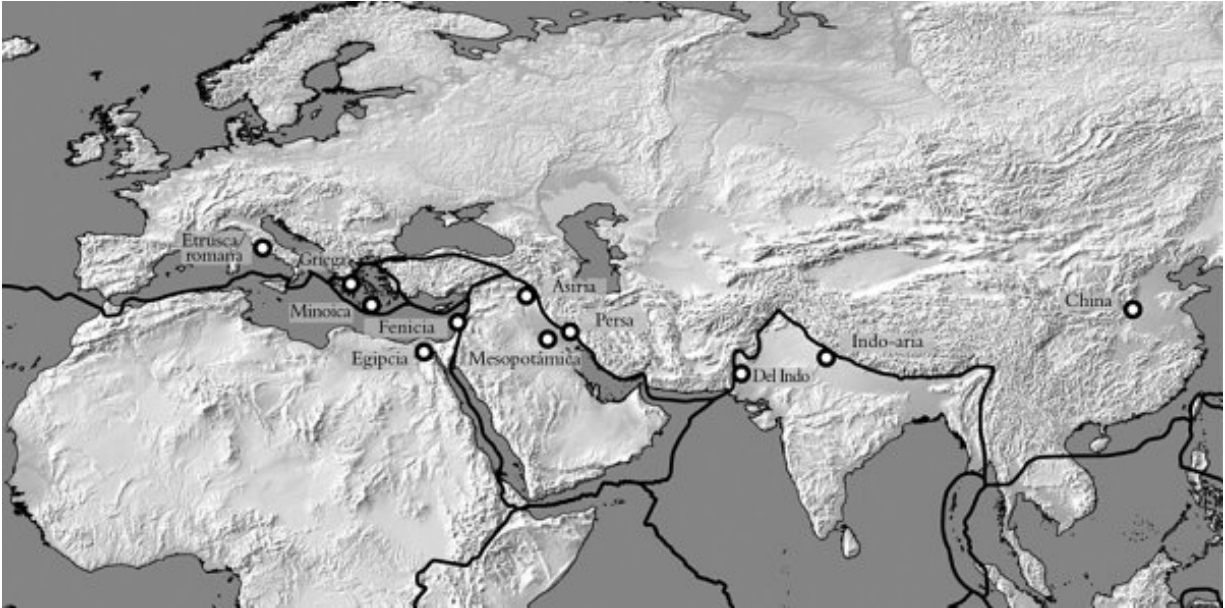 Etrusca/
romana
Griega
Minoica
Fenicia
Egipcia
Asiria
Persa
Mesopotámica
Del Indo
Indo-aria
China